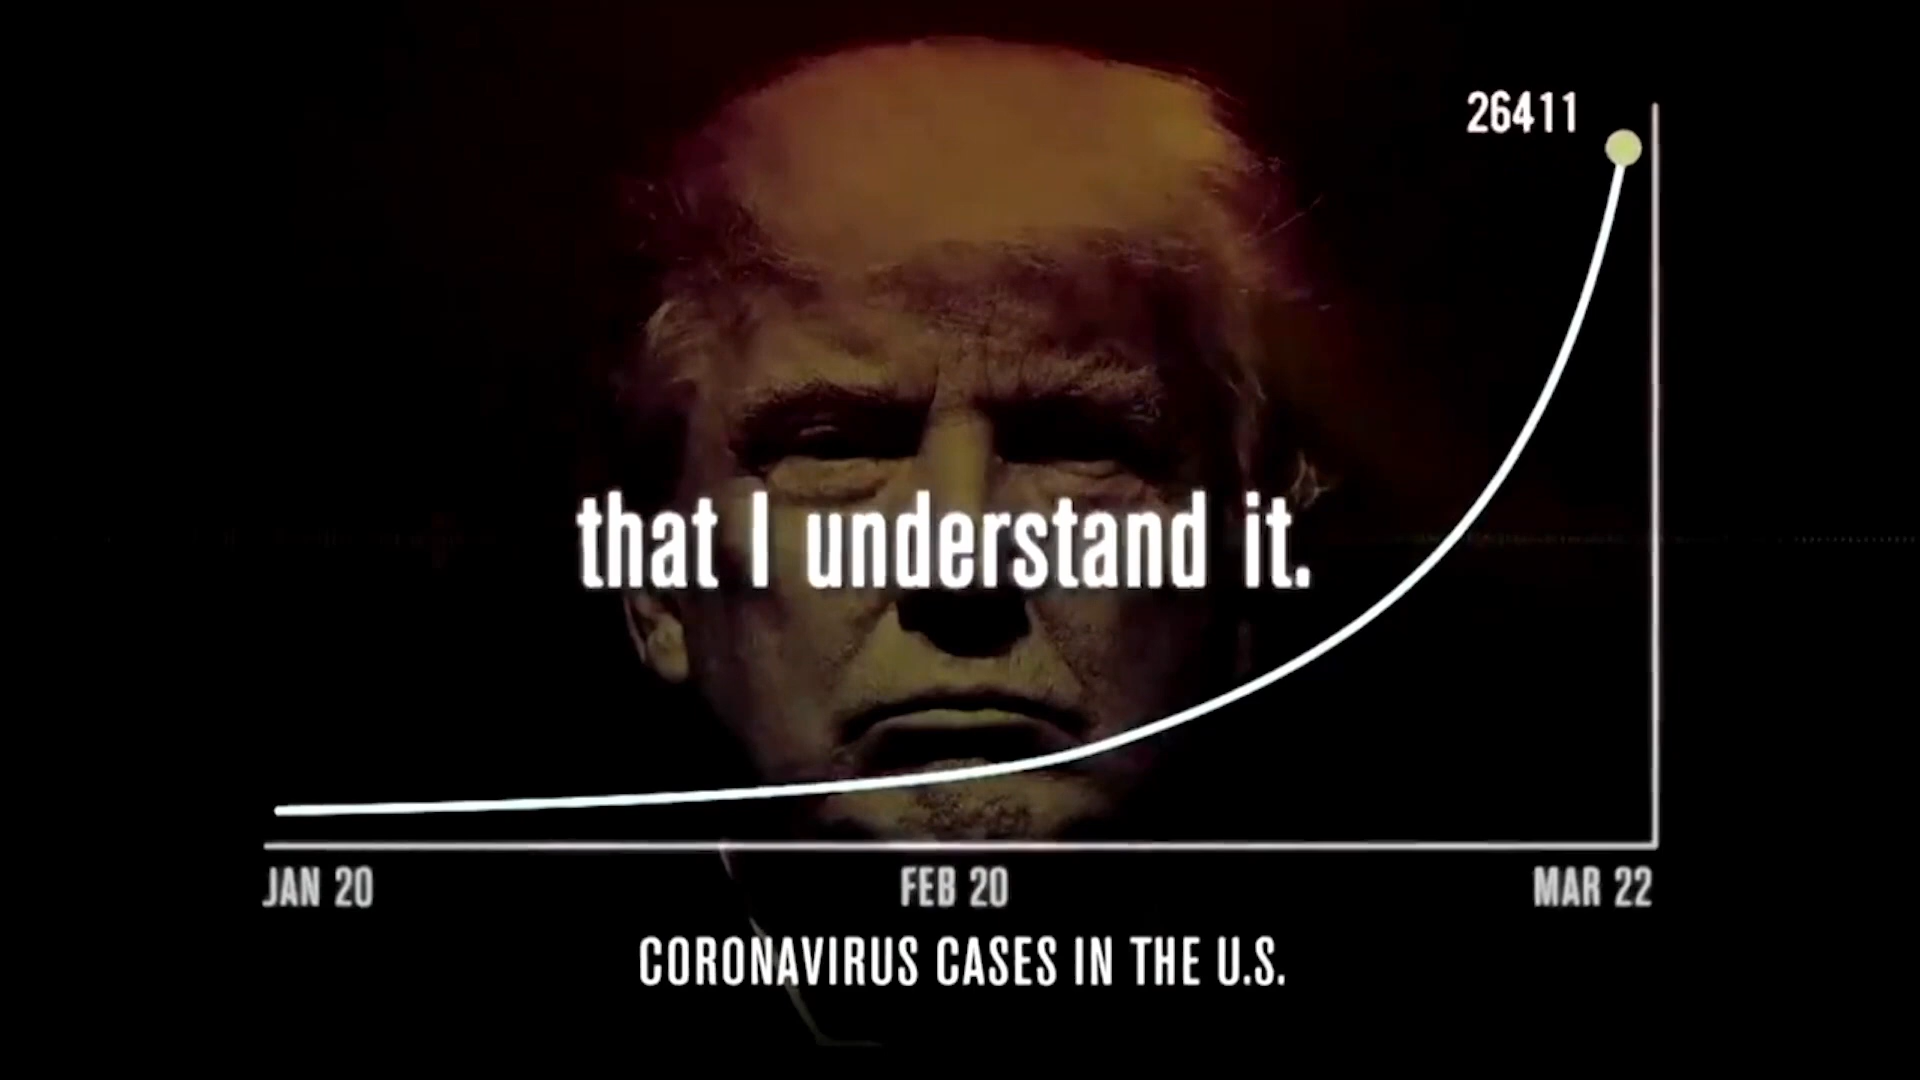 26411
that I understand it.
JAN 20 FEB 20 MAR 22
CORONAVIRUS CASES IN THE U.S.